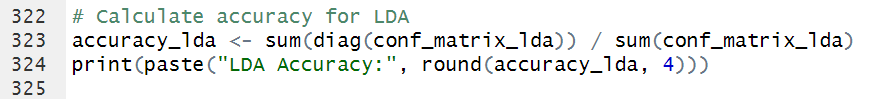 322 # Calculate accuracy for LDA
323 accuracy_lda <- sum(diag(conf_matrix_lda)) / sum(conf_matrix_lda)
324 print(paste("LDA Accuracy:", round(accuracy_lda, 4)))
325